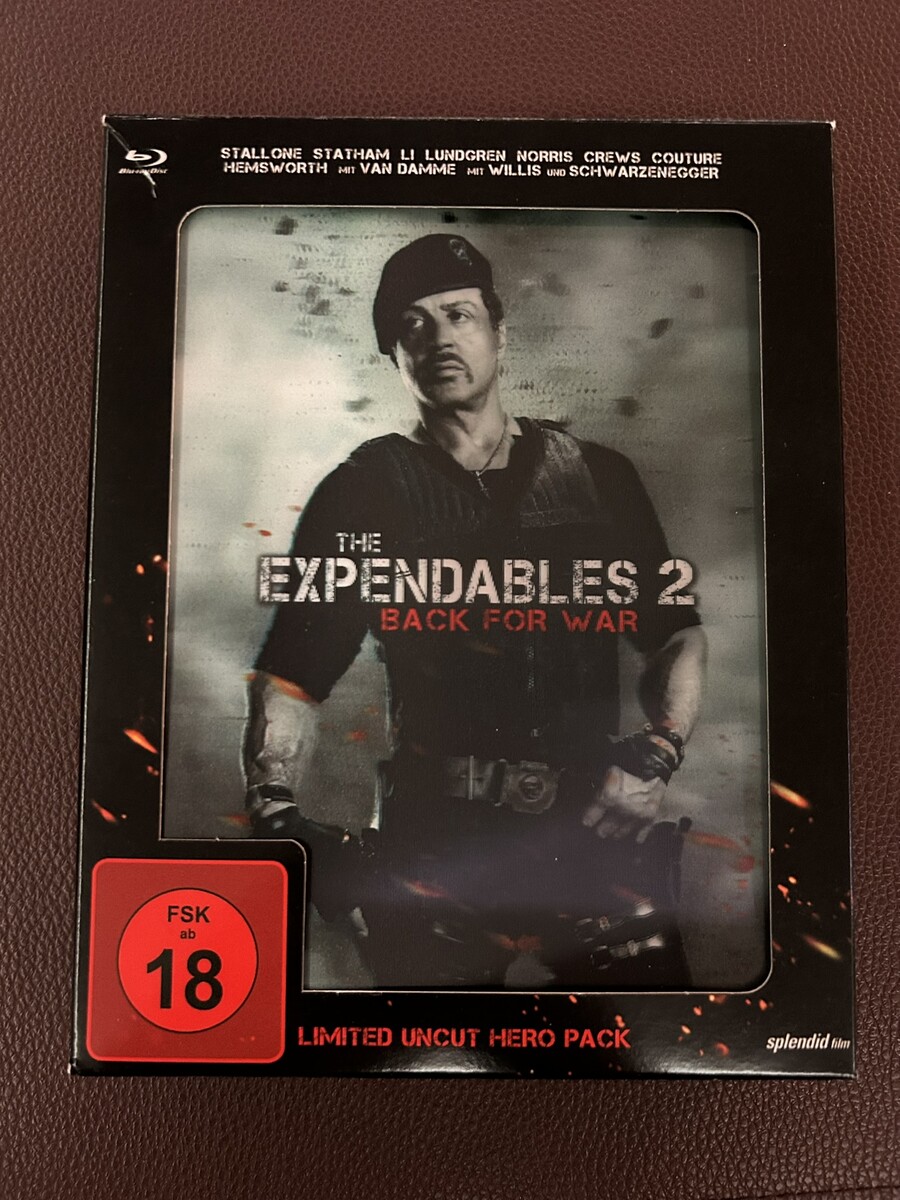 Blu-ray Disc
STALLONE STATHAM LI LUNDGREN NORRIS CREWS COUTURE
HEMSWORTH MIT VAN DAMME MIT WILLIS UND SCHWARZENEGGER
THE
EXPENDABLES 2
BACK FOR WAR
FSK
ab
18
LIMITED UNCUT HERO PACK
splendid film